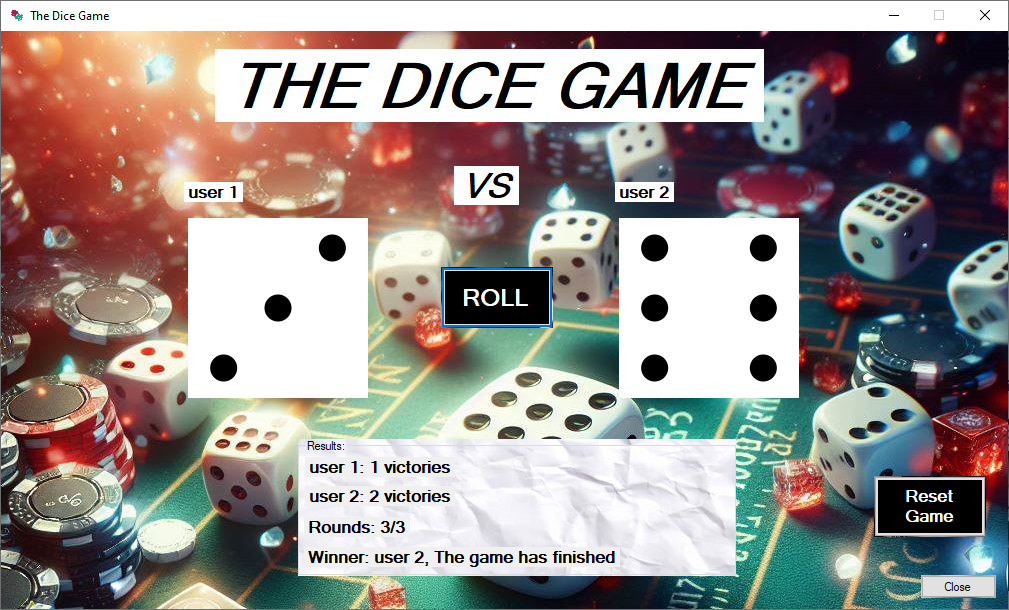 The Dice Game
THE DICE GAME
user 1
VS
user 2
ROLL
Results:
user 1: 1 victories
user 2: 2 victories
Rounds: 3/3
Winner: user 2, The game has finished
Reset
Game
Close